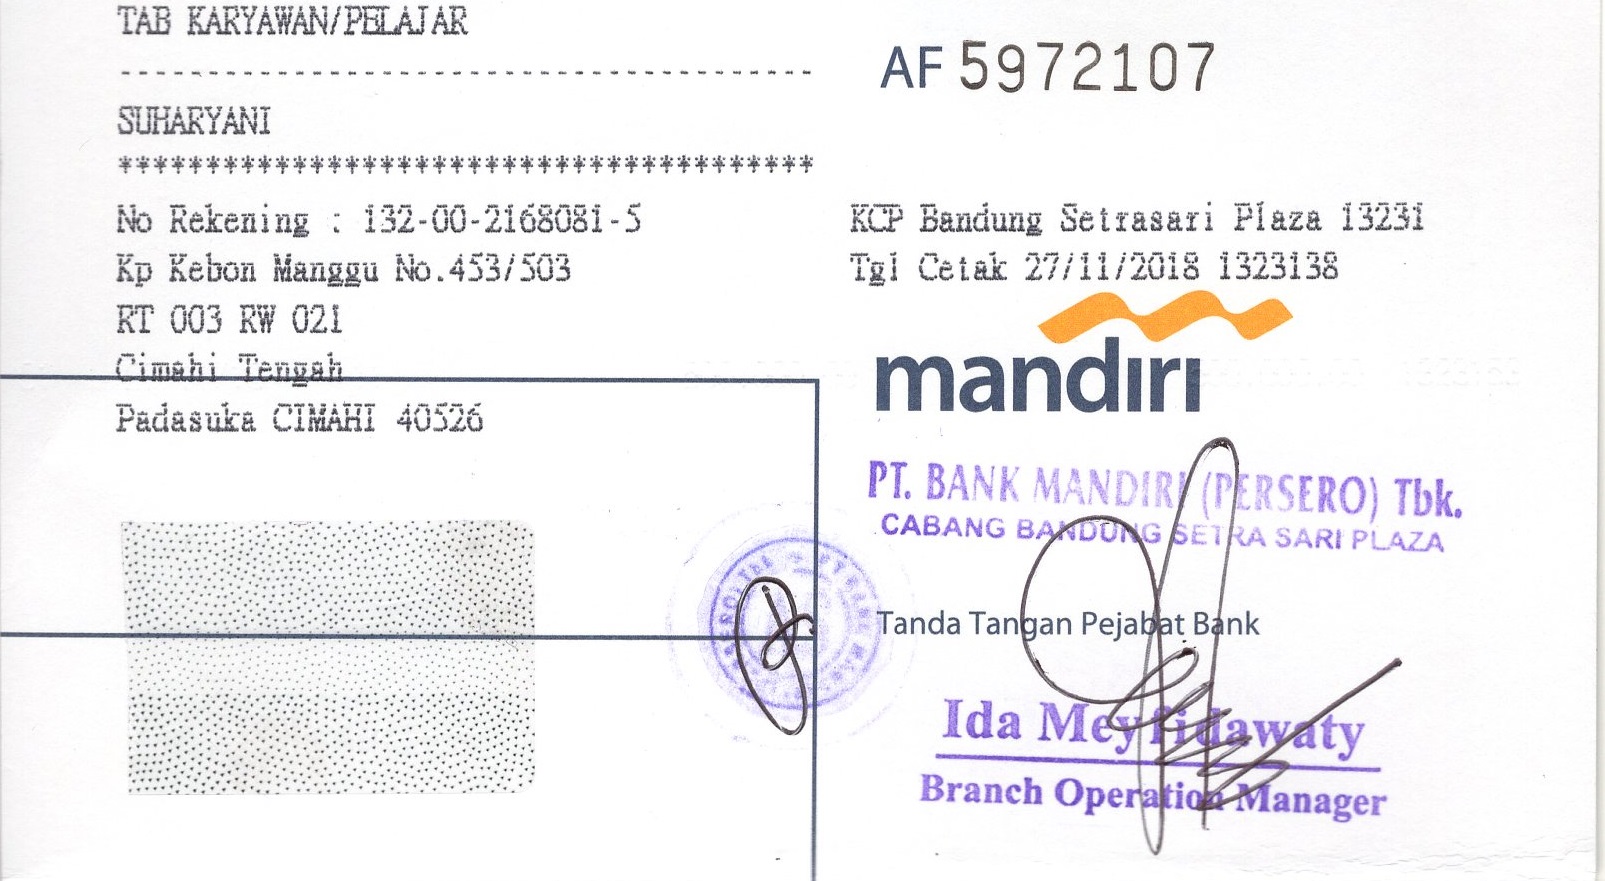 TAB KARYAWAN/PELAJAR
----------------------------------------
SUHARYANI
****************************************
No Rekening : 132-00-2168081-5
Kp Kebon Manggu No.453/503
RT 003 RW 021
Cimahi Tengah
Padasuka CIMAHI 40526
AF 5972107
KCP Bandung Setrasari Plaza 13231
Tgl Cetak 27/11/2018 1323138
mandiri
PT. BANK MANDIRI (PERSERO) Tbk.
CABANG BANDUNG SETRA SARI PLAZA
Tanda Tangan Pejabat Bank
Ida Meyfidawaty
Branch Operation Manager